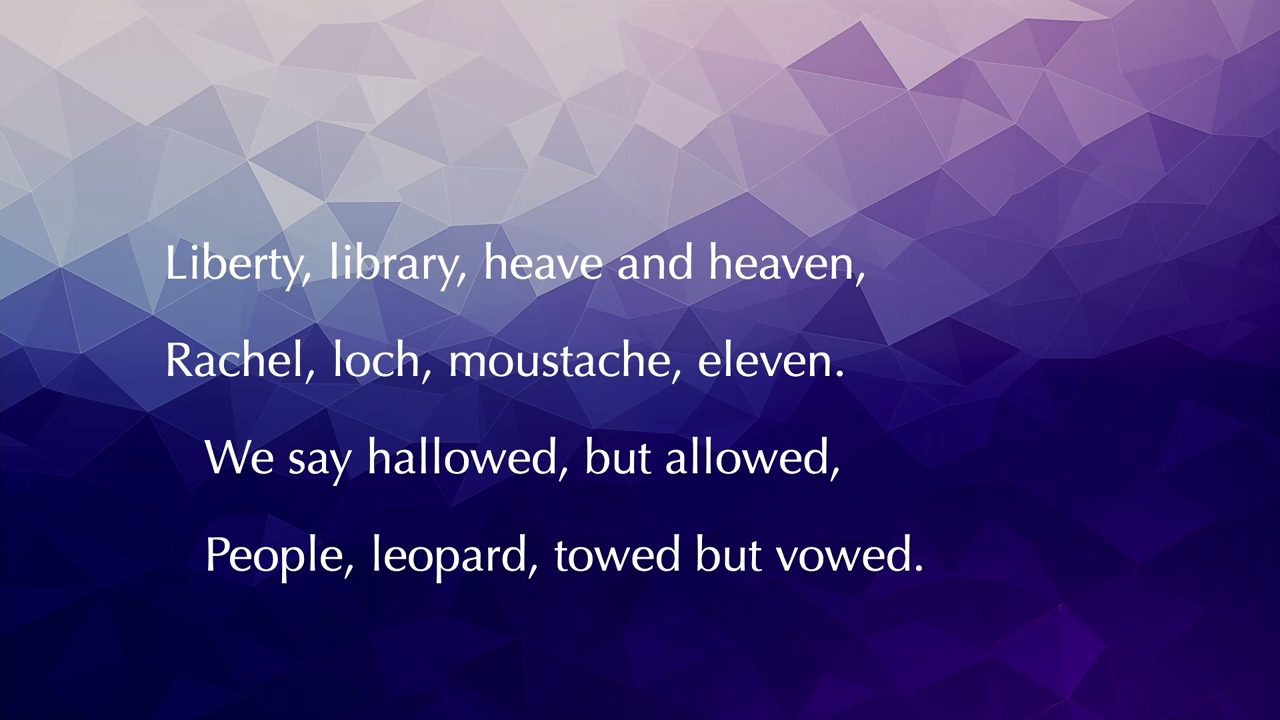 Liberty, library, heave and heaven,
Rachel, loch, moustache, eleven.
We say hallowed, but allowed,
People, leopard, towed but vowed.